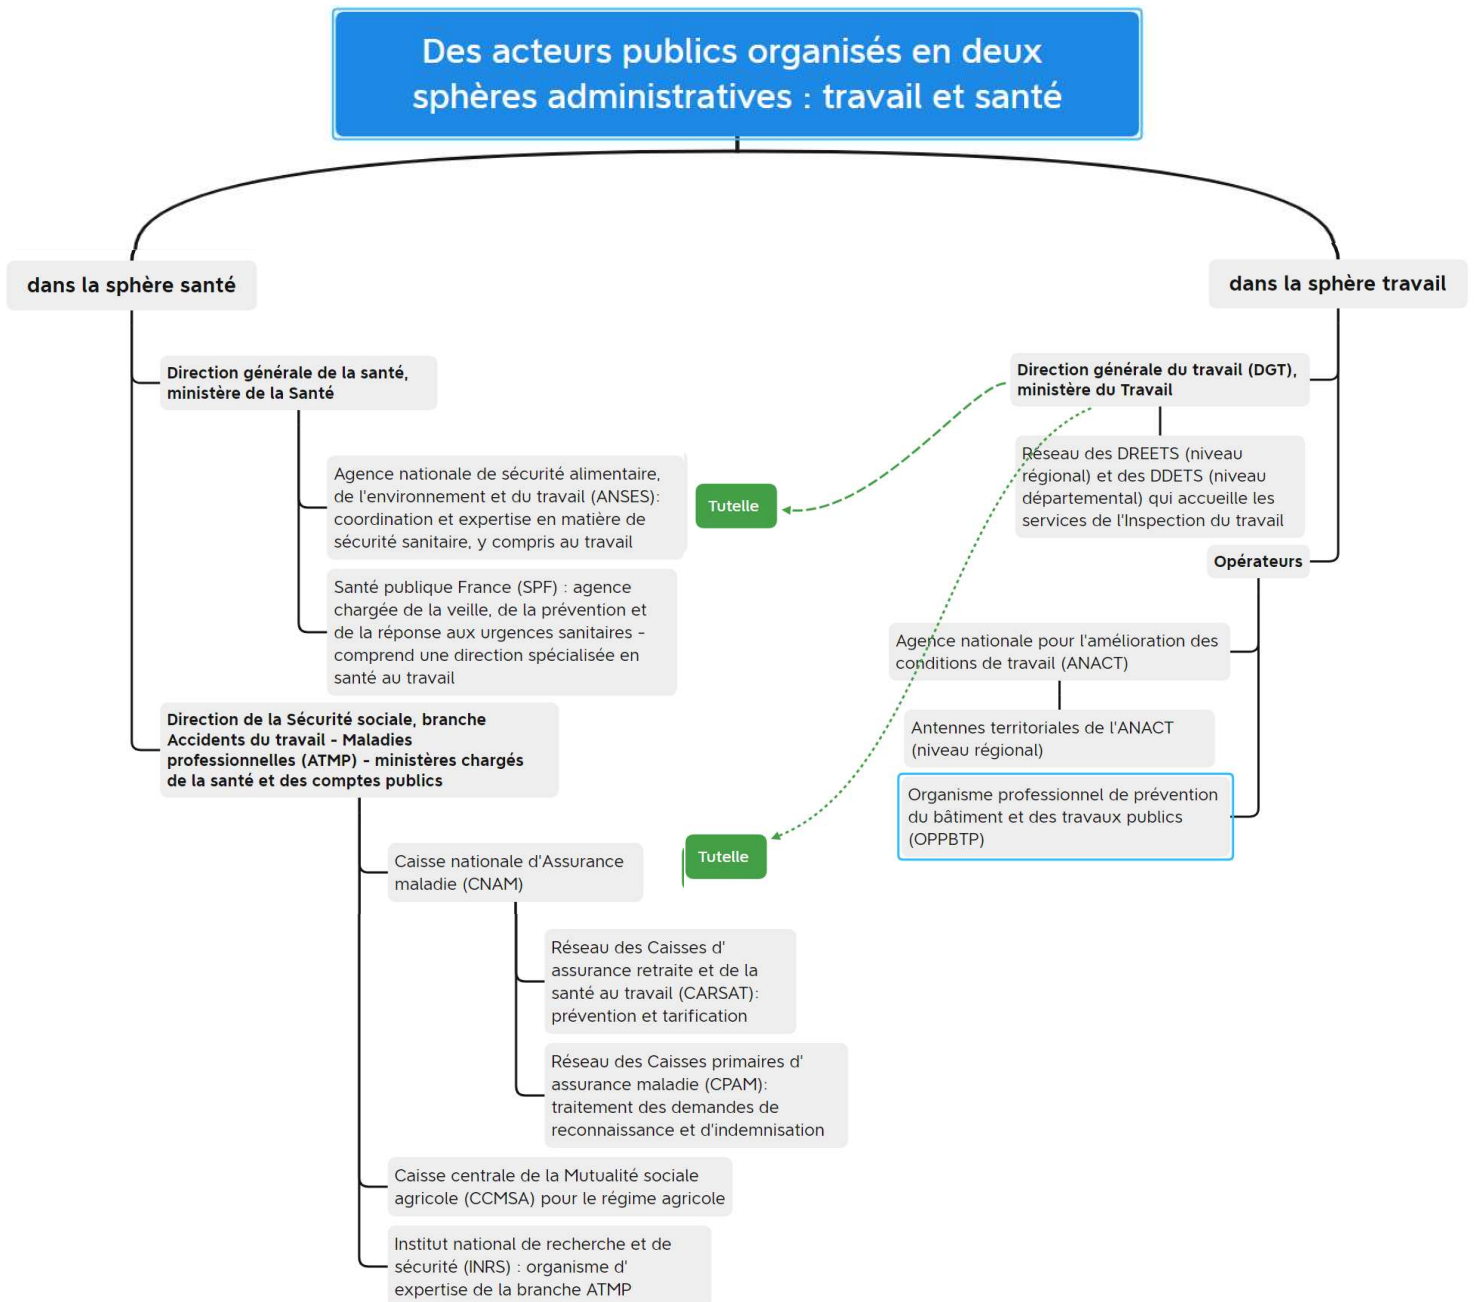 Des acteurs publics organisés en deux
sphères administratives : travail et santé
dans la sphère santé
Direction générale de la santé,
ministère de la Santé
Agence nationale de sécurité alimentaire,
de l'environnement et du travail (ANSES):
coordination et expertise en matière de
sécurité sanitaire, y compris au travail
Tutelle
Santé publique France (SPF) : agence
chargée de la veille, de la prévention et
de la réponse aux urgences sanitaires -
comprend une direction spécialisée en
santé au travail
Direction de la Sécurité sociale, branche
Accidents du travail - Maladies
professionnelles (ATMP) - ministères chargés
de la santé et des comptes publics
Caisse nationale d'Assurance
maladie (CNAM)
Tutelle
Réseau des Caisses d'
assurance retraite et de la
santé au travail (CARSAT):
prévention et tarification
Réseau des Caisses primaires d'
assurance maladie (CPAM):
traitement des demandes de
reconnaissance et d'indemnisation
Caisse centrale de la Mutualité sociale
agricole (CCMSA) pour le régime agricole
Institut national de recherche et de
sécurité (INRS) : organisme d'
expertise de la branche ATMP
dans la sphère travail
Direction générale du travail (DGT),
ministère du Travail
Réseau des DREETS (niveau
régional) et des DDETS (niveau
départemental) qui accueille les
services de l'Inspection du travail
Opérateurs
Agence nationale pour l'amélioration des
conditions de travail (ANACT)
Antennes territoriales de l'ANACT
(niveau régional)
Organisme professionnel de prévention
du bâtiment et des travaux publics
(OPPBTP)